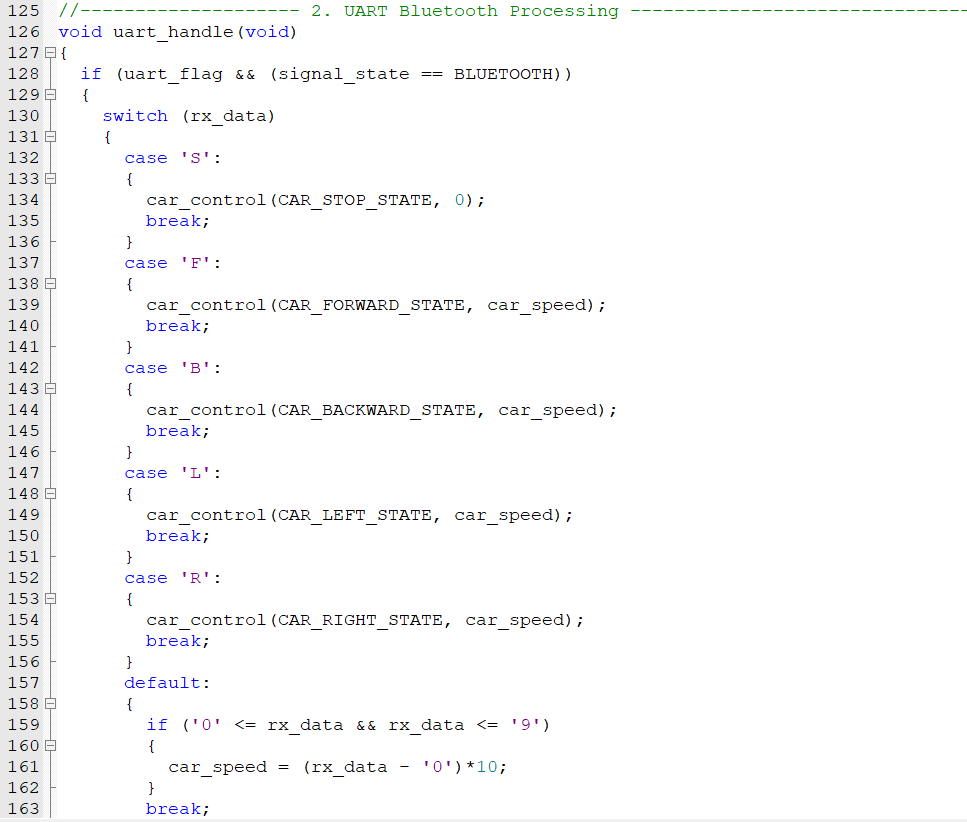 125 //-------------------- 2. UART Bluetooth Processing -------------------------------
126 void uart_handle(void)
127 {
128   if (uart_flag && (signal_state == BLUETOOTH))
129   {
130     switch (rx_data)
131     {
132       case 'S':
133       {
134         car_control(CAR_STOP_STATE, 0);
135         break;
136       }
137       case 'F':
138       {
139         car_control(CAR_FORWARD_STATE, car_speed);
140         break;
141       }
142       case 'B':
143       {
144         car_control(CAR_BACKWARD_STATE, car_speed);
145         break;
146       }
147       case 'L':
148       {
149         car_control(CAR_LEFT_STATE, car_speed);
150         break;
151       }
152       case 'R':
153       {
154         car_control(CAR_RIGHT_STATE, car_speed);
155         break;
156       }
157       default:
158       {
159         if ('0' <= rx_data && rx_data <= '9')
160         {
161           car_speed = (rx_data - '0')*10;
162         }
163         break;